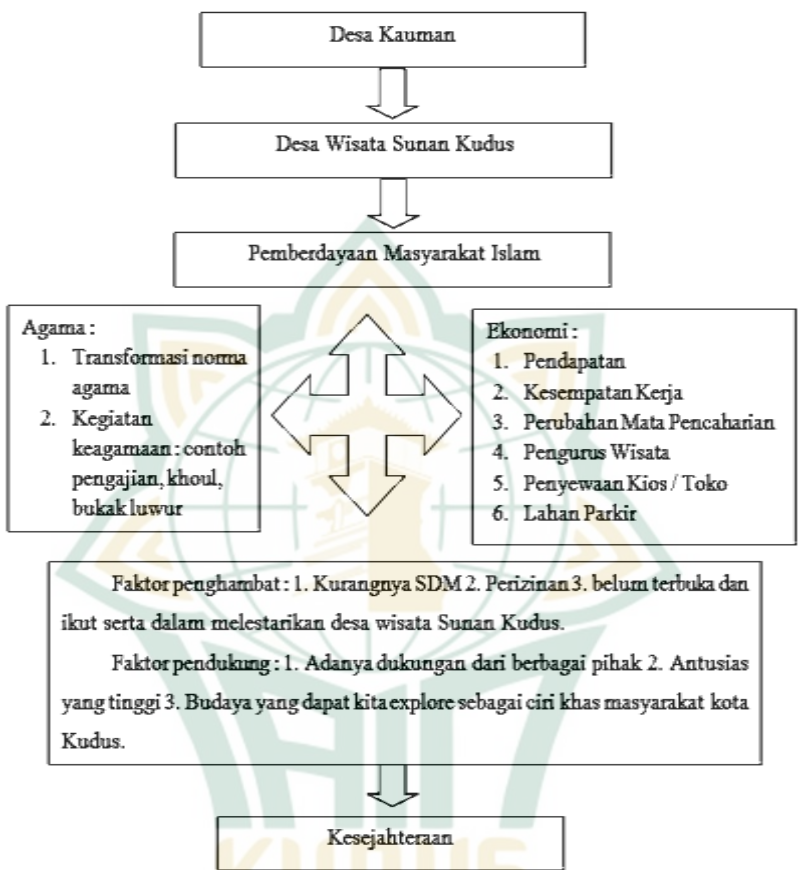 Desa Kauman
Desa Wisata Sunan Kudus
Pemberdayaan Masyarakat Islam
Agama :
1. Transformasi norma
agama
2. Kegiatan
keagamaan : contoh
pengajian, khoul,
bukak luwur
Ekonomi :
1. Pendapatan
2. Kesempatan Kerja
3. Perubahan Mata Pencaharian
4. Pengurus Wisata
5. Penyewaan Kios / Toko
6. Lahan Parkir
Faktor penghambat : 1. Kurangnya SDM 2. Perizinan 3. belum terbuka dan
ikut serta dalam melestarikan desa wisata Sunan Kudus.
Faktor pendukung : 1. Adanya dukungan dari berbagai pihak 2. Antusias
yang tinggi 3. Budaya yang dapat kita explore sebagai ciri khas masyarakat kota
Kudus.
Kesejahteraan
KUDUS